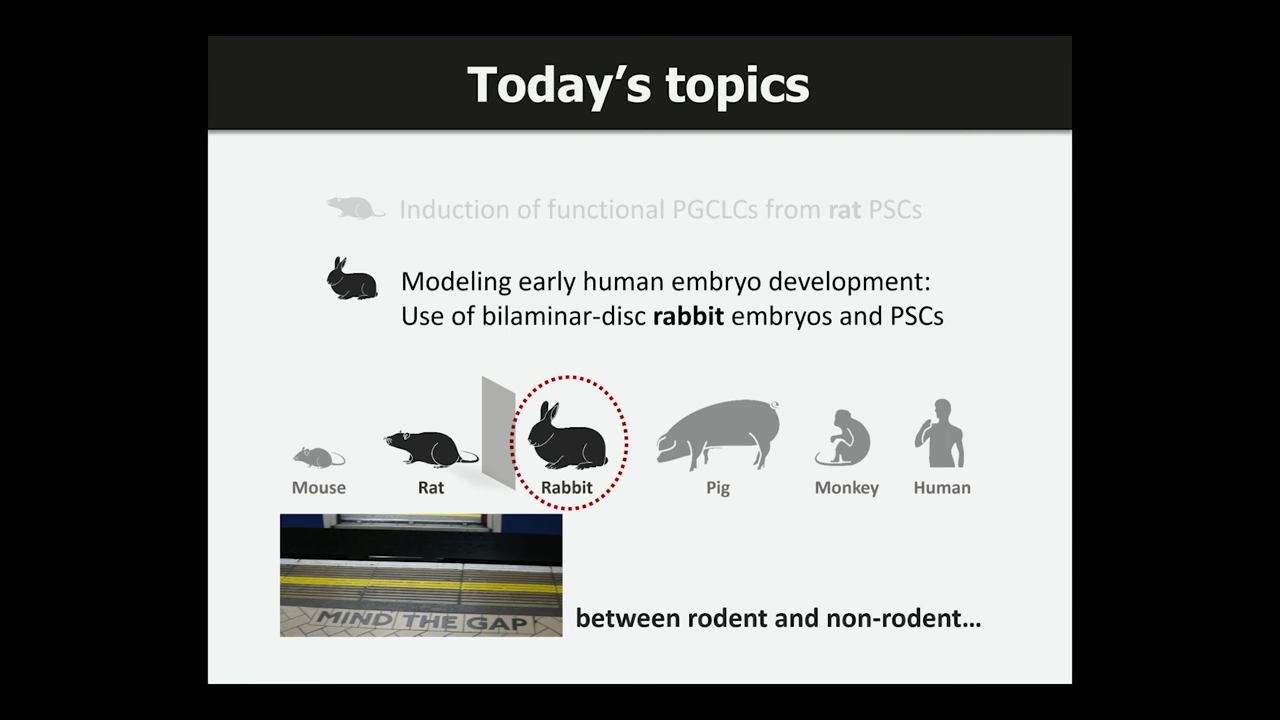 Today’s topics
Induction of functional PGCLCs from rat PSCs
Modeling early human embryo development:
Use of bilaminar-disc rabbit embryos and PSCs
Mouse Rat Rabbit Pig Monkey Human
MIND THE GAP
between rodent and non-rodent…